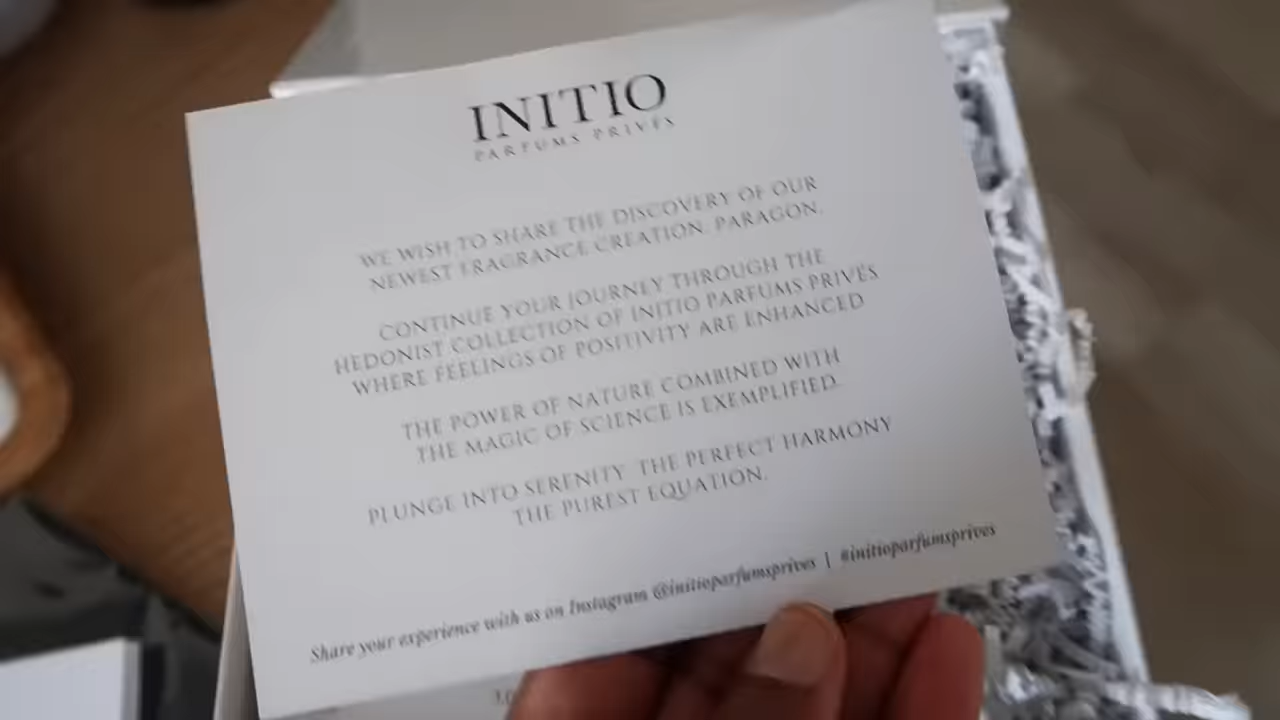 INITIO
PARFUMS PRIVÉS
WE WISH TO SHARE THE DISCOVERY OF OUR
NEWEST FRAGRANCE CREATION, PARAGON.
CONTINUE YOUR JOURNEY THROUGH THE
HEDONIST COLLECTION OF INITIO PARFUMS PRIVÉS
WHERE FEELINGS OF POSITIVITY ARE ENHANCED
THE POWER OF NATURE COMBINED WITH
THE MAGIC OF SCIENCE IS EXEMPLIFIED.
PLUNGE INTO SERENITY THE PERFECT HARMONY
THE PUREST EQUATION.
Share your experience with us on Instagram @initioparfumsprives | #initioparfumsprives